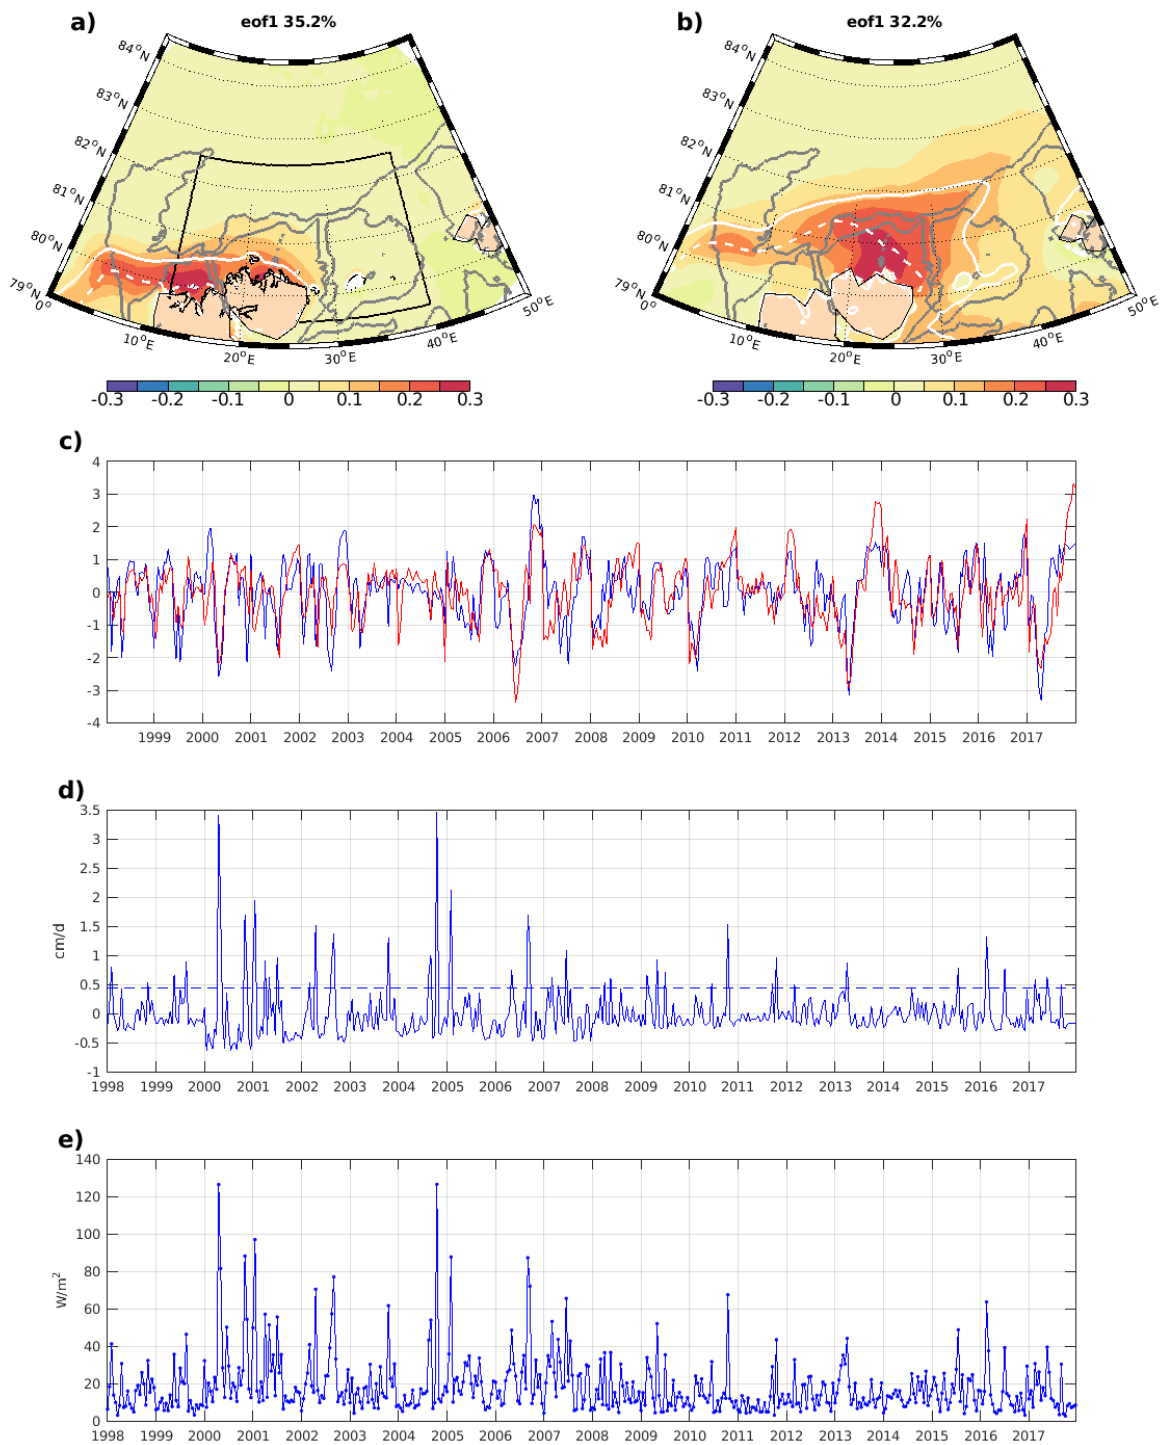 a) eof1 35.2%
84°N
83°N
82°N
81°N
80°N
79°N
0°
10°E
20°E
30°E
40°E
50°E
-0.3 -0.2 -0.1 0 0.1 0.2 0.3
b) eof1 32.2%
84°N
83°N
82°N
81°N
80°N
79°N
0°
10°E
20°E
30°E
40°E
50°E
-0.3 -0.2 -0.1 0 0.1 0.2 0.3
c)
4
3
2
1
0
-1
-2
-3
-4
1999 2000 2001 2002 2003 2004 2005 2006 2007 2008 2009 2010 2011 2012 2013 2014 2015 2016 2017
d)
cm/d
3.5
3
2.5
2
1.5
1
0.5
0
-0.5
-1
1998 1999 2000 2001 2002 2003 2004 2005 2006 2007 2008 2009 2010 2011 2012 2013 2014 2015 2016 2017
e)
W/m²
140
120
100
80
60
40
20
0
1998 1999 2000 2001 2002 2003 2004 2005 2006 2007 2008 2009 2010 2011 2012 2013 2014 2015 2016 2017